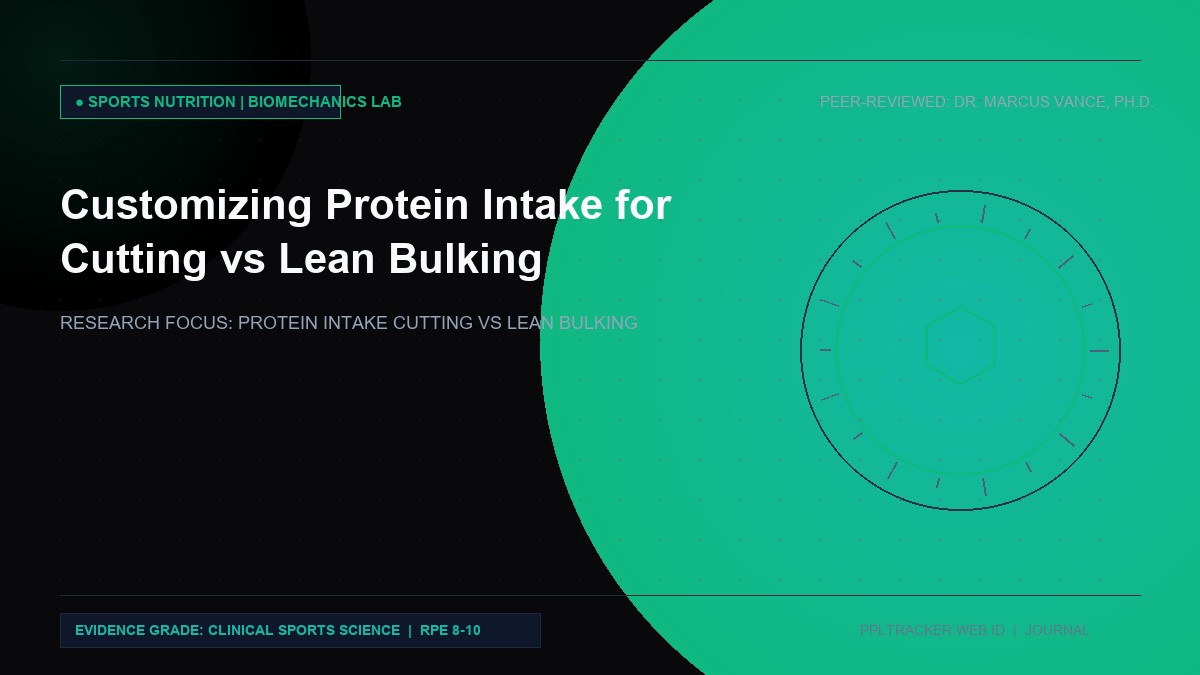 ● SPORTS NUTRITION | BIOMECHANICS LAB
PEER-REVIEWED: DR. MARCUS VANCE, PH.D.
Customizing Protein Intake for
Cutting vs Lean Bulking
RESEARCH FOCUS: PROTEIN INTAKE CUTTING VS LEAN BULKING
EVIDENCE GRADE: CLINICAL SPORTS SCIENCE | RPE 8-10
PPLTRACKER WEB ID | JOURNAL